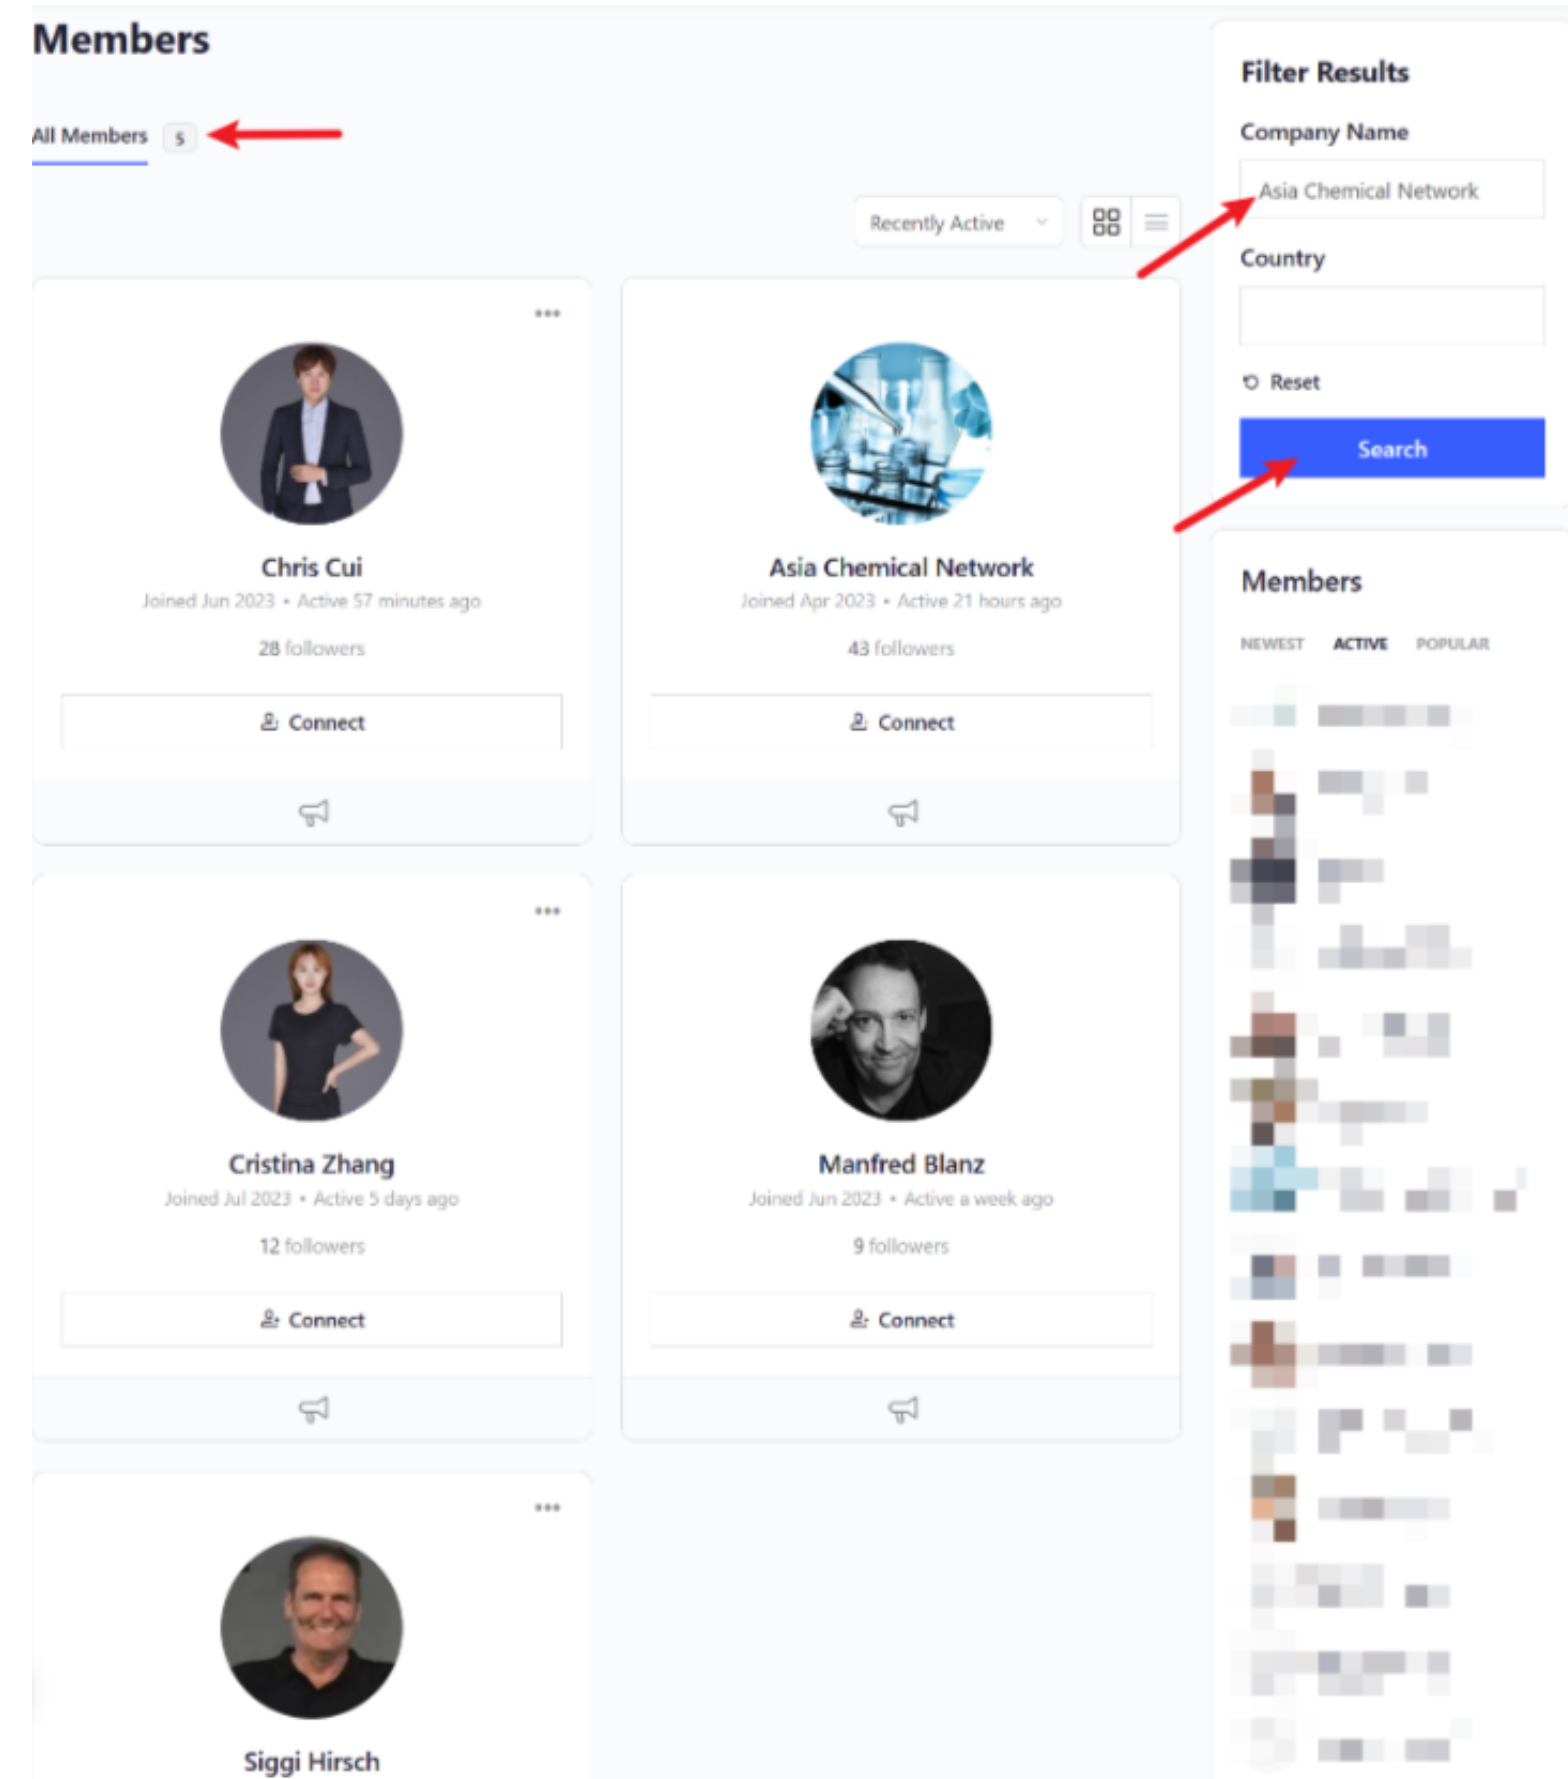 Members
All Members 5
Recently Active
Chris Cui
Joined Jun 2023 • Active 57 minutes ago
28 followers
Connect
Asia Chemical Network
Joined Apr 2023 • Active 21 hours ago
43 followers
Connect
Cristina Zhang
Joined Jul 2023 • Active 5 days ago
12 followers
Connect
Manfred Blanz
Joined Jun 2023 • Active a week ago
9 followers
Connect
Siggi Hirsch
Filter Results
Company Name
Asia Chemical Network
Country
Reset
Search
Members
NEWEST ACTIVE POPULAR